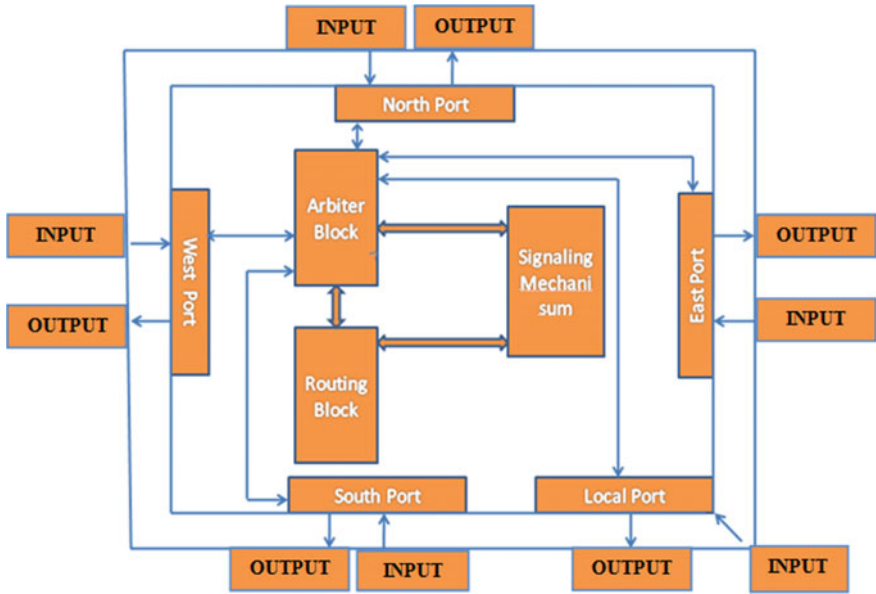 INPUT
OUTPUT
North Port
Arbiter
Block
INPUT
West Port
OUTPUT
Signaling
Mechani
sum
East Port
OUTPUT
INPUT
Routing
Block
South Port
Local Port
OUTPUT
INPUT
OUTPUT
INPUT